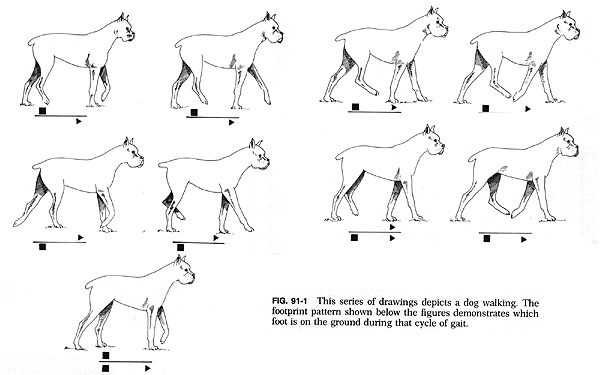 FIG. 91-1 This series of drawings depicts a dog walking. The
footprint pattern shown below the figures demonstrates which
foot is on the ground during that cycle of gait.